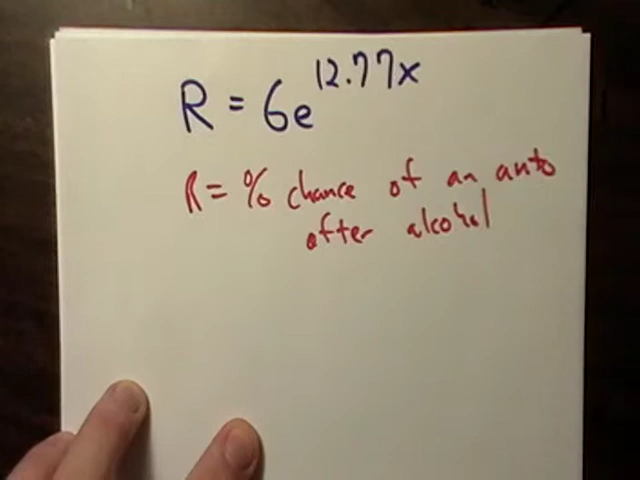 R = 6e^12.77x
R = % chance of an auto
after alcohol